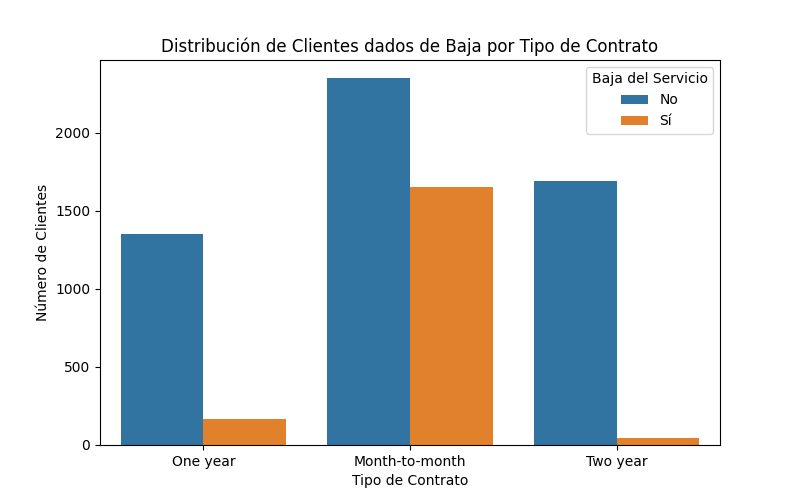 Distribución de Clientes dados de Baja por Tipo de Contrato
Baja del Servicio
No
Sí
Número de Clientes
2000
1500
1000
500
0
One year
Month-to-month
Two year
Tipo de Contrato